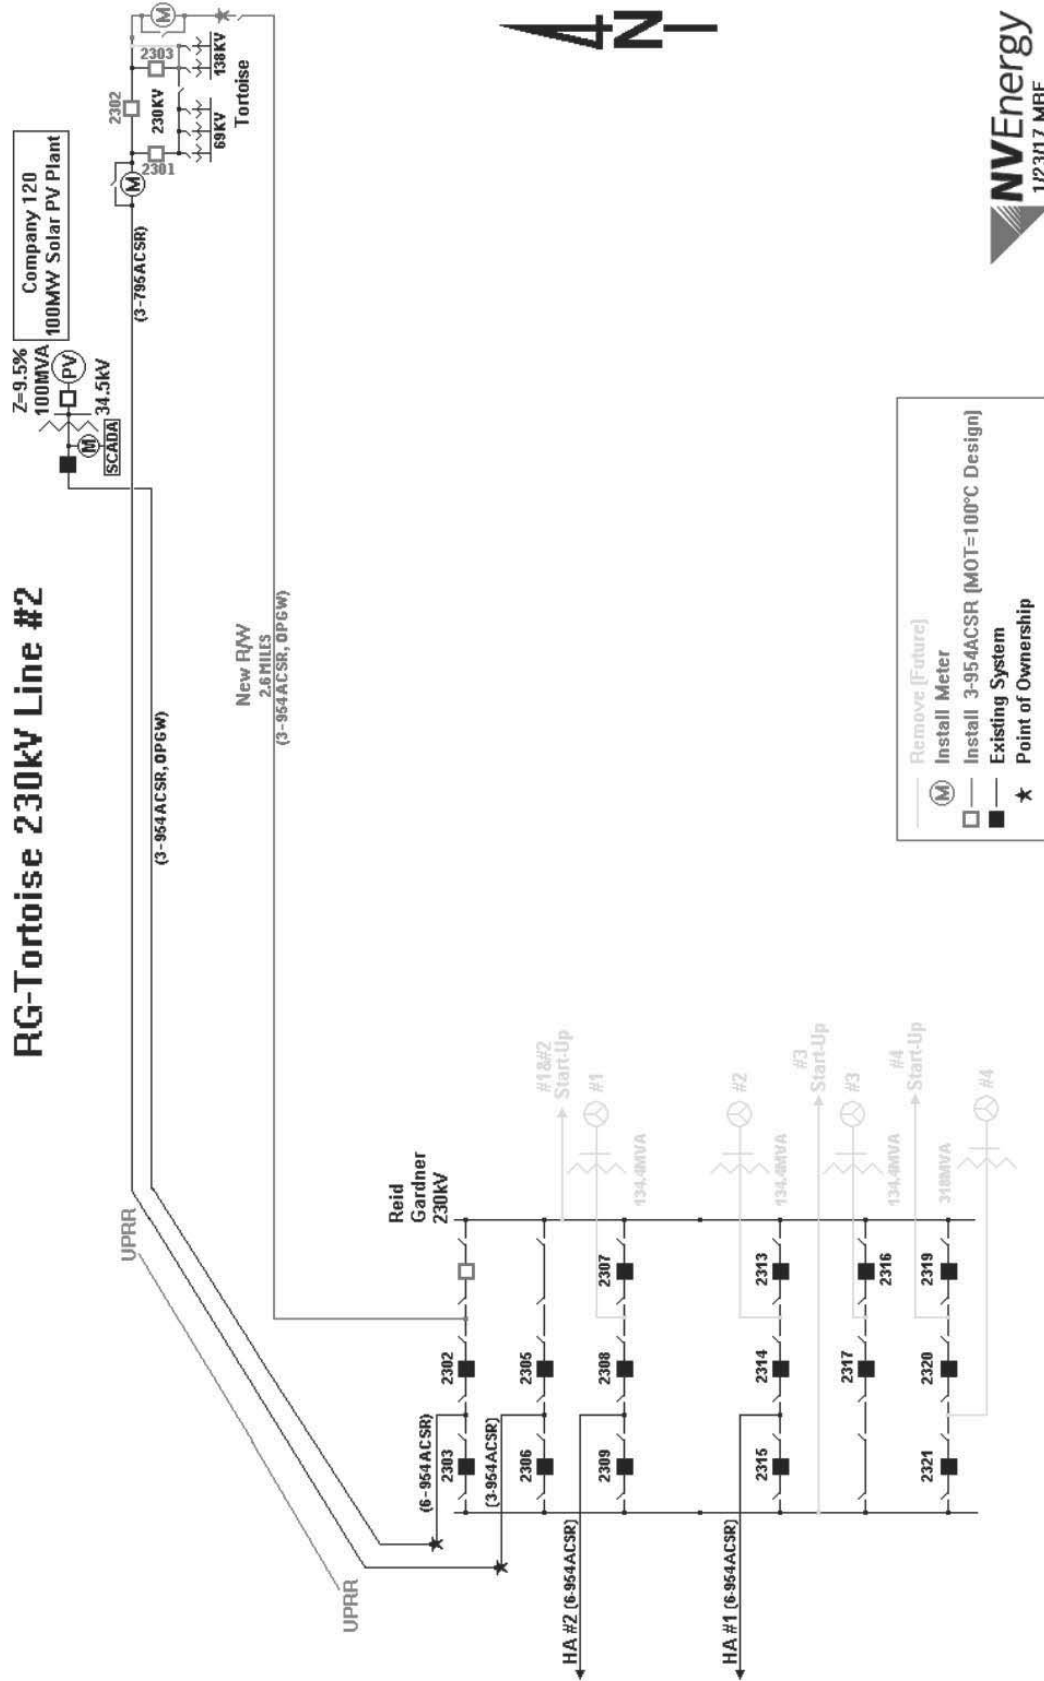 RG-Tortoise 230kV Line #2
Company 120
100MW Solar PV Plant
Z=9.5%
100MVA
PV
34.5kV
M
SCADA
2302
2303
2301
230KV
138KV
69KV
Tortoise
M
M
(3-795ACSR)
(3-954ACSR, OPGW)
New R/W
2.6 MILES
(3-954ACSR, OPGW)
UPRR
UPRR
Reid
Gardner
230kV
(6-954ACSR)
2303
2302
(3-954ACSR)
2306
2305
2309
2308
2307
2315
2314
2313
2317
2316
2321
2320
2319
HA #2 (6-954ACSR)
HA #1 (6-954ACSR)
#1&#2
Start-Up
#1
134.4MVA
#2
134.4MVA
#3
Start-Up
#3
134.4MVA
#4
Start-Up
318MVA
#4
Remove (Future)
M Install Meter
Install 3-954ACSR (MOT=100°C Design)
Existing System
Point of Ownership
N
NVEnergy
1/23/17 MBE